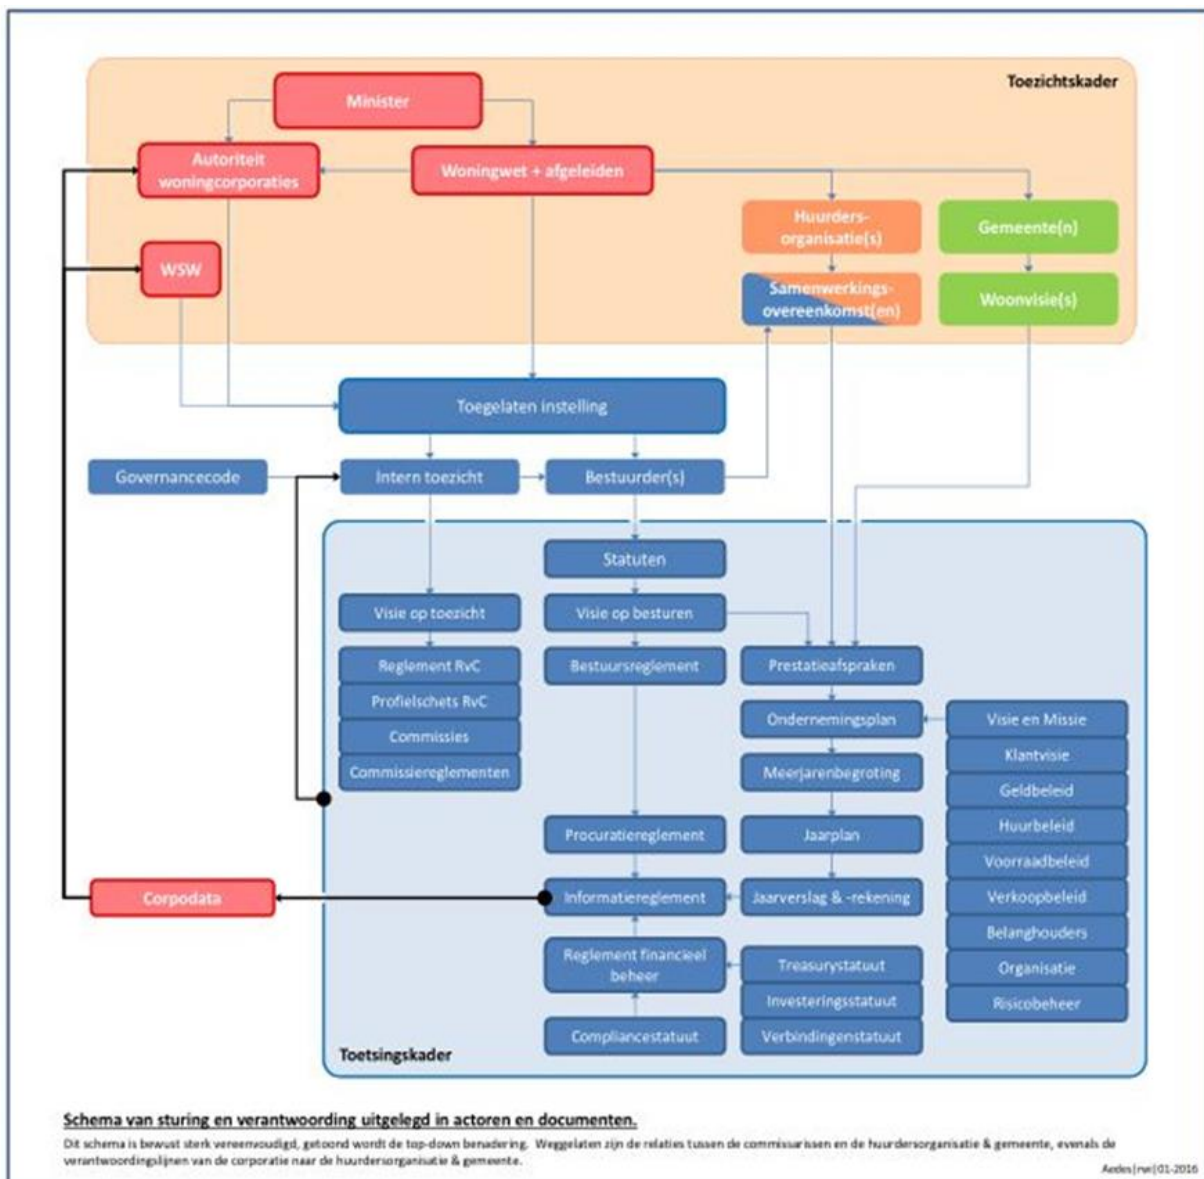 Toezichtskader
Minister
Autoriteit
woningcorporaties
Woningwet + afgeleiden
Huurders-
organisatie(s)
Gemeente(n)
WSW
Samenwerkings-
overeenkomst(en)
Woonvisie(s)
Toegelaten instelling
Governancecode
Intern toezicht
Bestuurder(s)
Statuten
Visie op toezicht
Visie op besturen
Reglement RvC
Bestuursreglement
Prestatieafspraken
Profielschets RvC
Ondernemingsplan
Visie en Missie
Commissies
Klantvisie
Commissiereglementen
Meerjarenbegroting
Geldbeleid
Procuratiereglement
Jaarplan
Huurbeleid
Voorraadbeleid
Corpodata
Informatiereglement
Jaarverslag & -rekening
Verkoopbeleid
Belanghouders
Reglement financieel
beheer
Treasurystatuut
Organisatie
Investeringsstatuut
Risicobeheer
Compliancestatuut
Verbindingenstatuut
Toetsingskader
Schema van sturing en verantwoording uitgelegd in actoren en documenten.
Dit schema is bewust sterk vereenvoudigd, getoond wordt de top-down benadering. Weggelaten zijn de relaties tussen de commissarissen en de huurdersorganisatie & gemeente, evenals de
verantwoordingslijnen van de corporatie naar de huurdersorganisatie & gemeente.
Aedes|rwi|01-2016